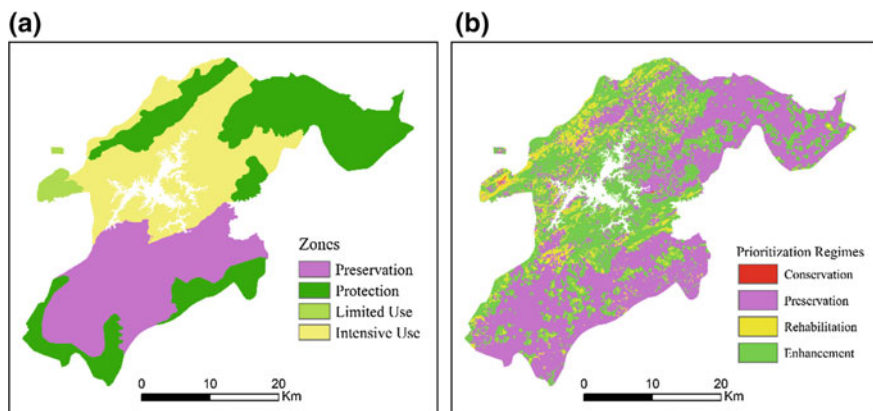 (a)
Zones
Preservation
Protection
Limited Use
Intensive Use
0 10 20
Km
(b)
Prioritization Regimes
Conservation
Preservation
Rehabilitation
Enhancement
0 10 20
Km